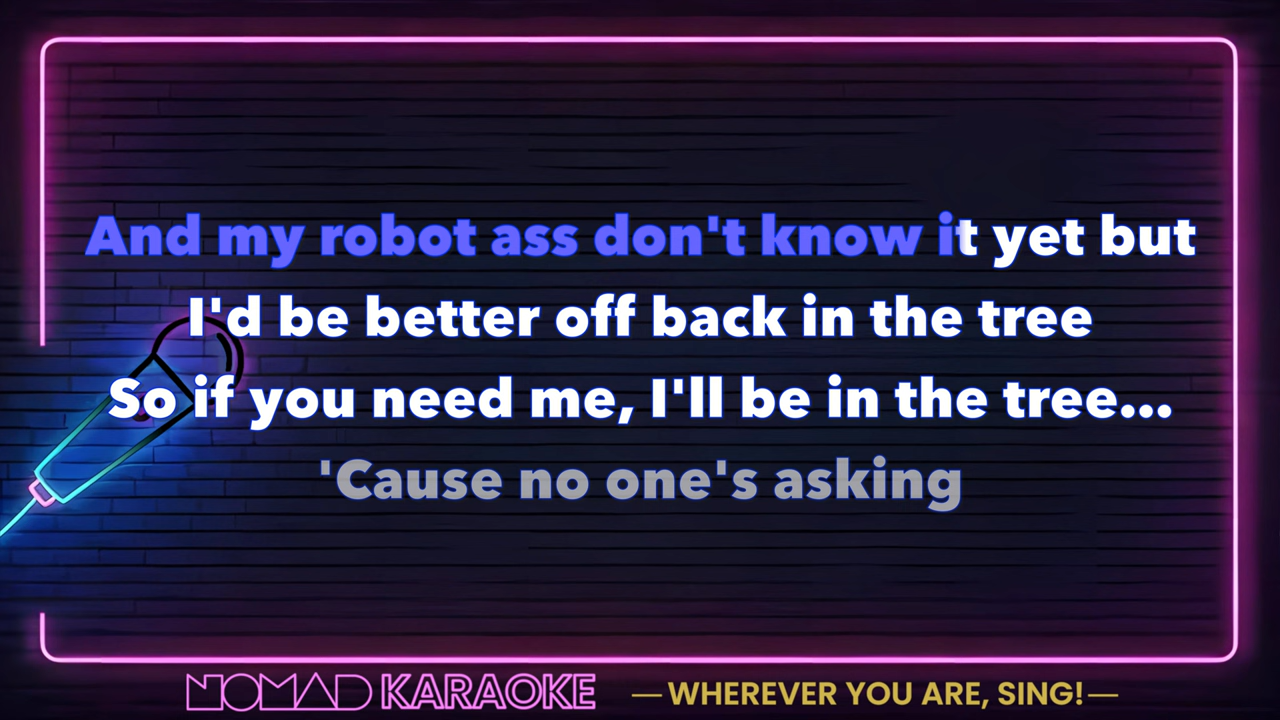 And my robot ass don't know it yet but
I'd be better off back in the tree
So if you need me, I'll be in the tree...
'Cause no one's asking
NOMAD KARAOKE —WHEREVER YOU ARE, SING!—